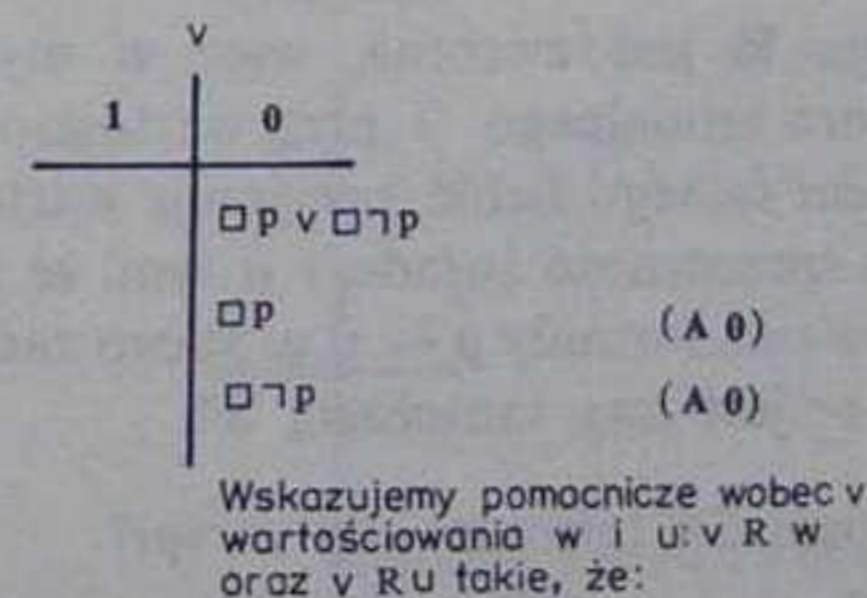 v
1 0
□p v □¬p
□p (A 0)
□¬p (A 0)
Wskazujemy pomocnicze wobec v
wartościowania w i u: v R w
oraz v R u takie, że: